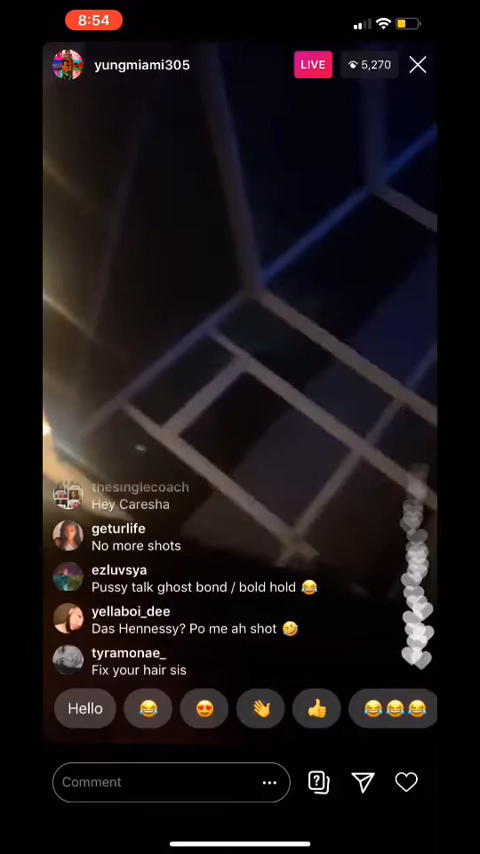 8:54
yungmiami305
LIVE
5,270
thesinglecoach
Hey Caresha
geturlife
No more shots
ezluvsya
Pussy talk ghost bond / bold hold 😂
yellaboi_dee
Das Hennessy? Po me ah shot 🤣
tyramonae_
Fix your hair sis
Hello 😂 😍 👋 👍 😂😂😂
Comment